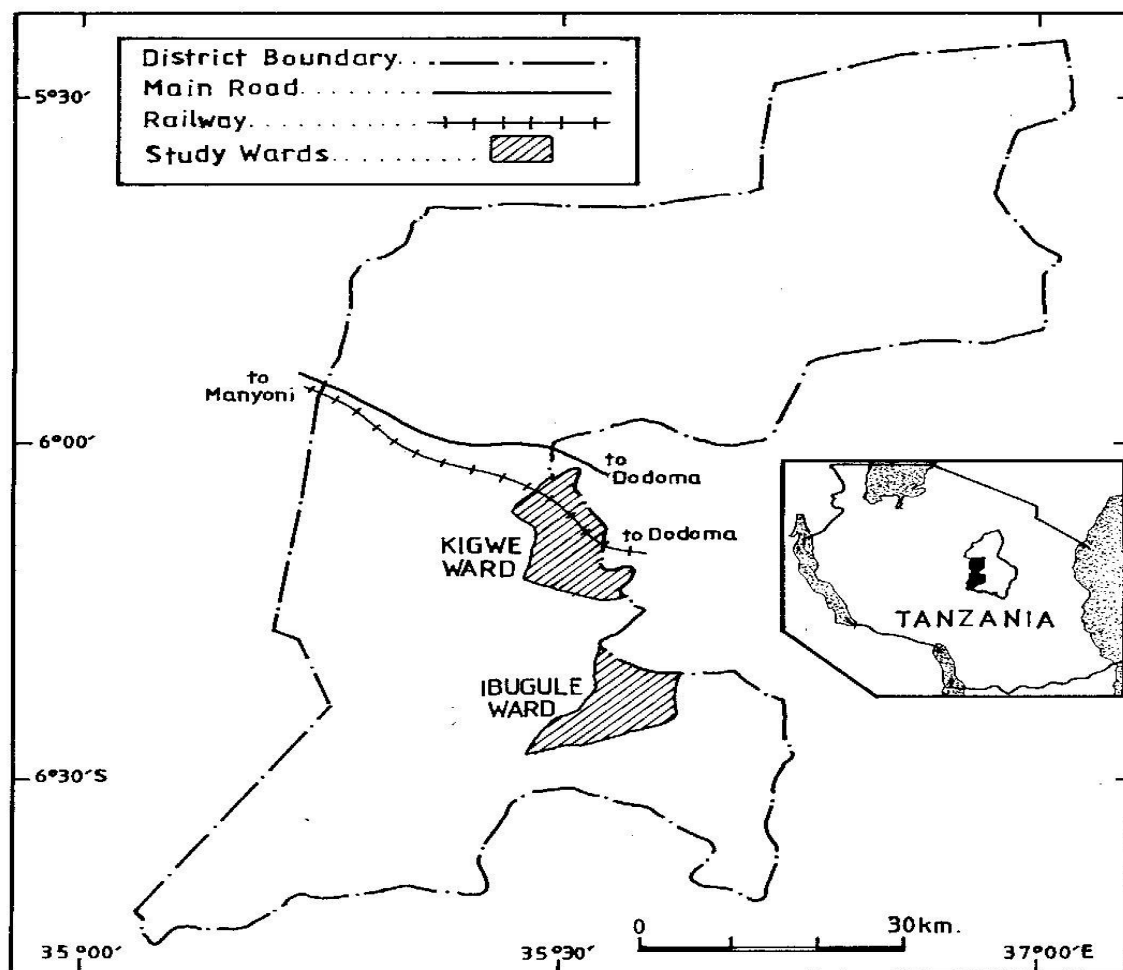 District Boundary...
Main Road.......
Railway..........
Study Wards.......
5°30'
to
Manyoni
6°00'
to
Dodoma
to Dodoma
KIGWE
WARD
TANZANIA
IBUGULE
WARD
6°30'S
0 30km.
35°00' 35°30' 37°00'E